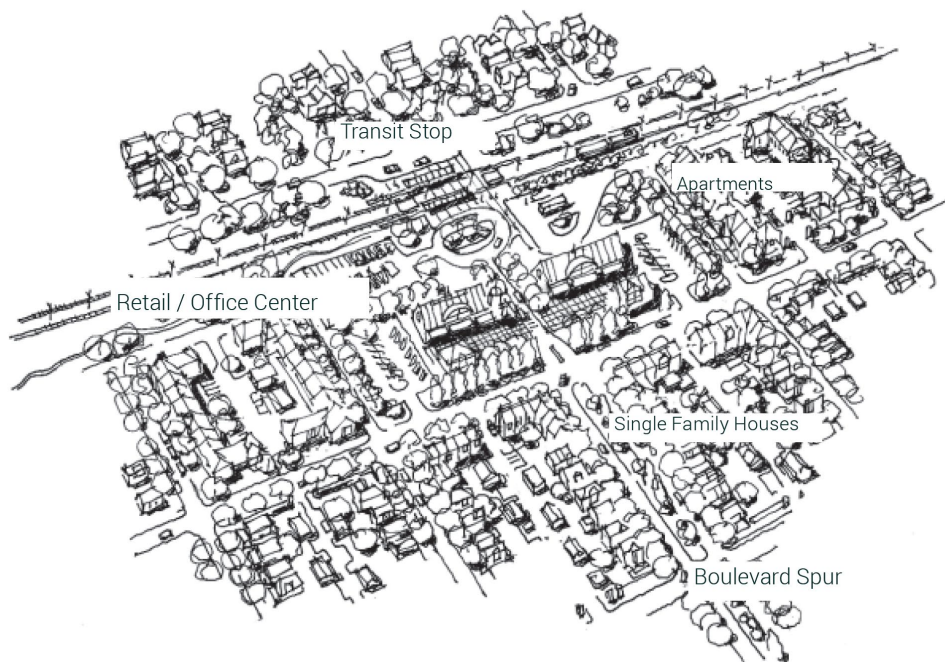 Transit Stop
Apartments
Retail / Office Center
Single Family Houses
Boulevard Spur